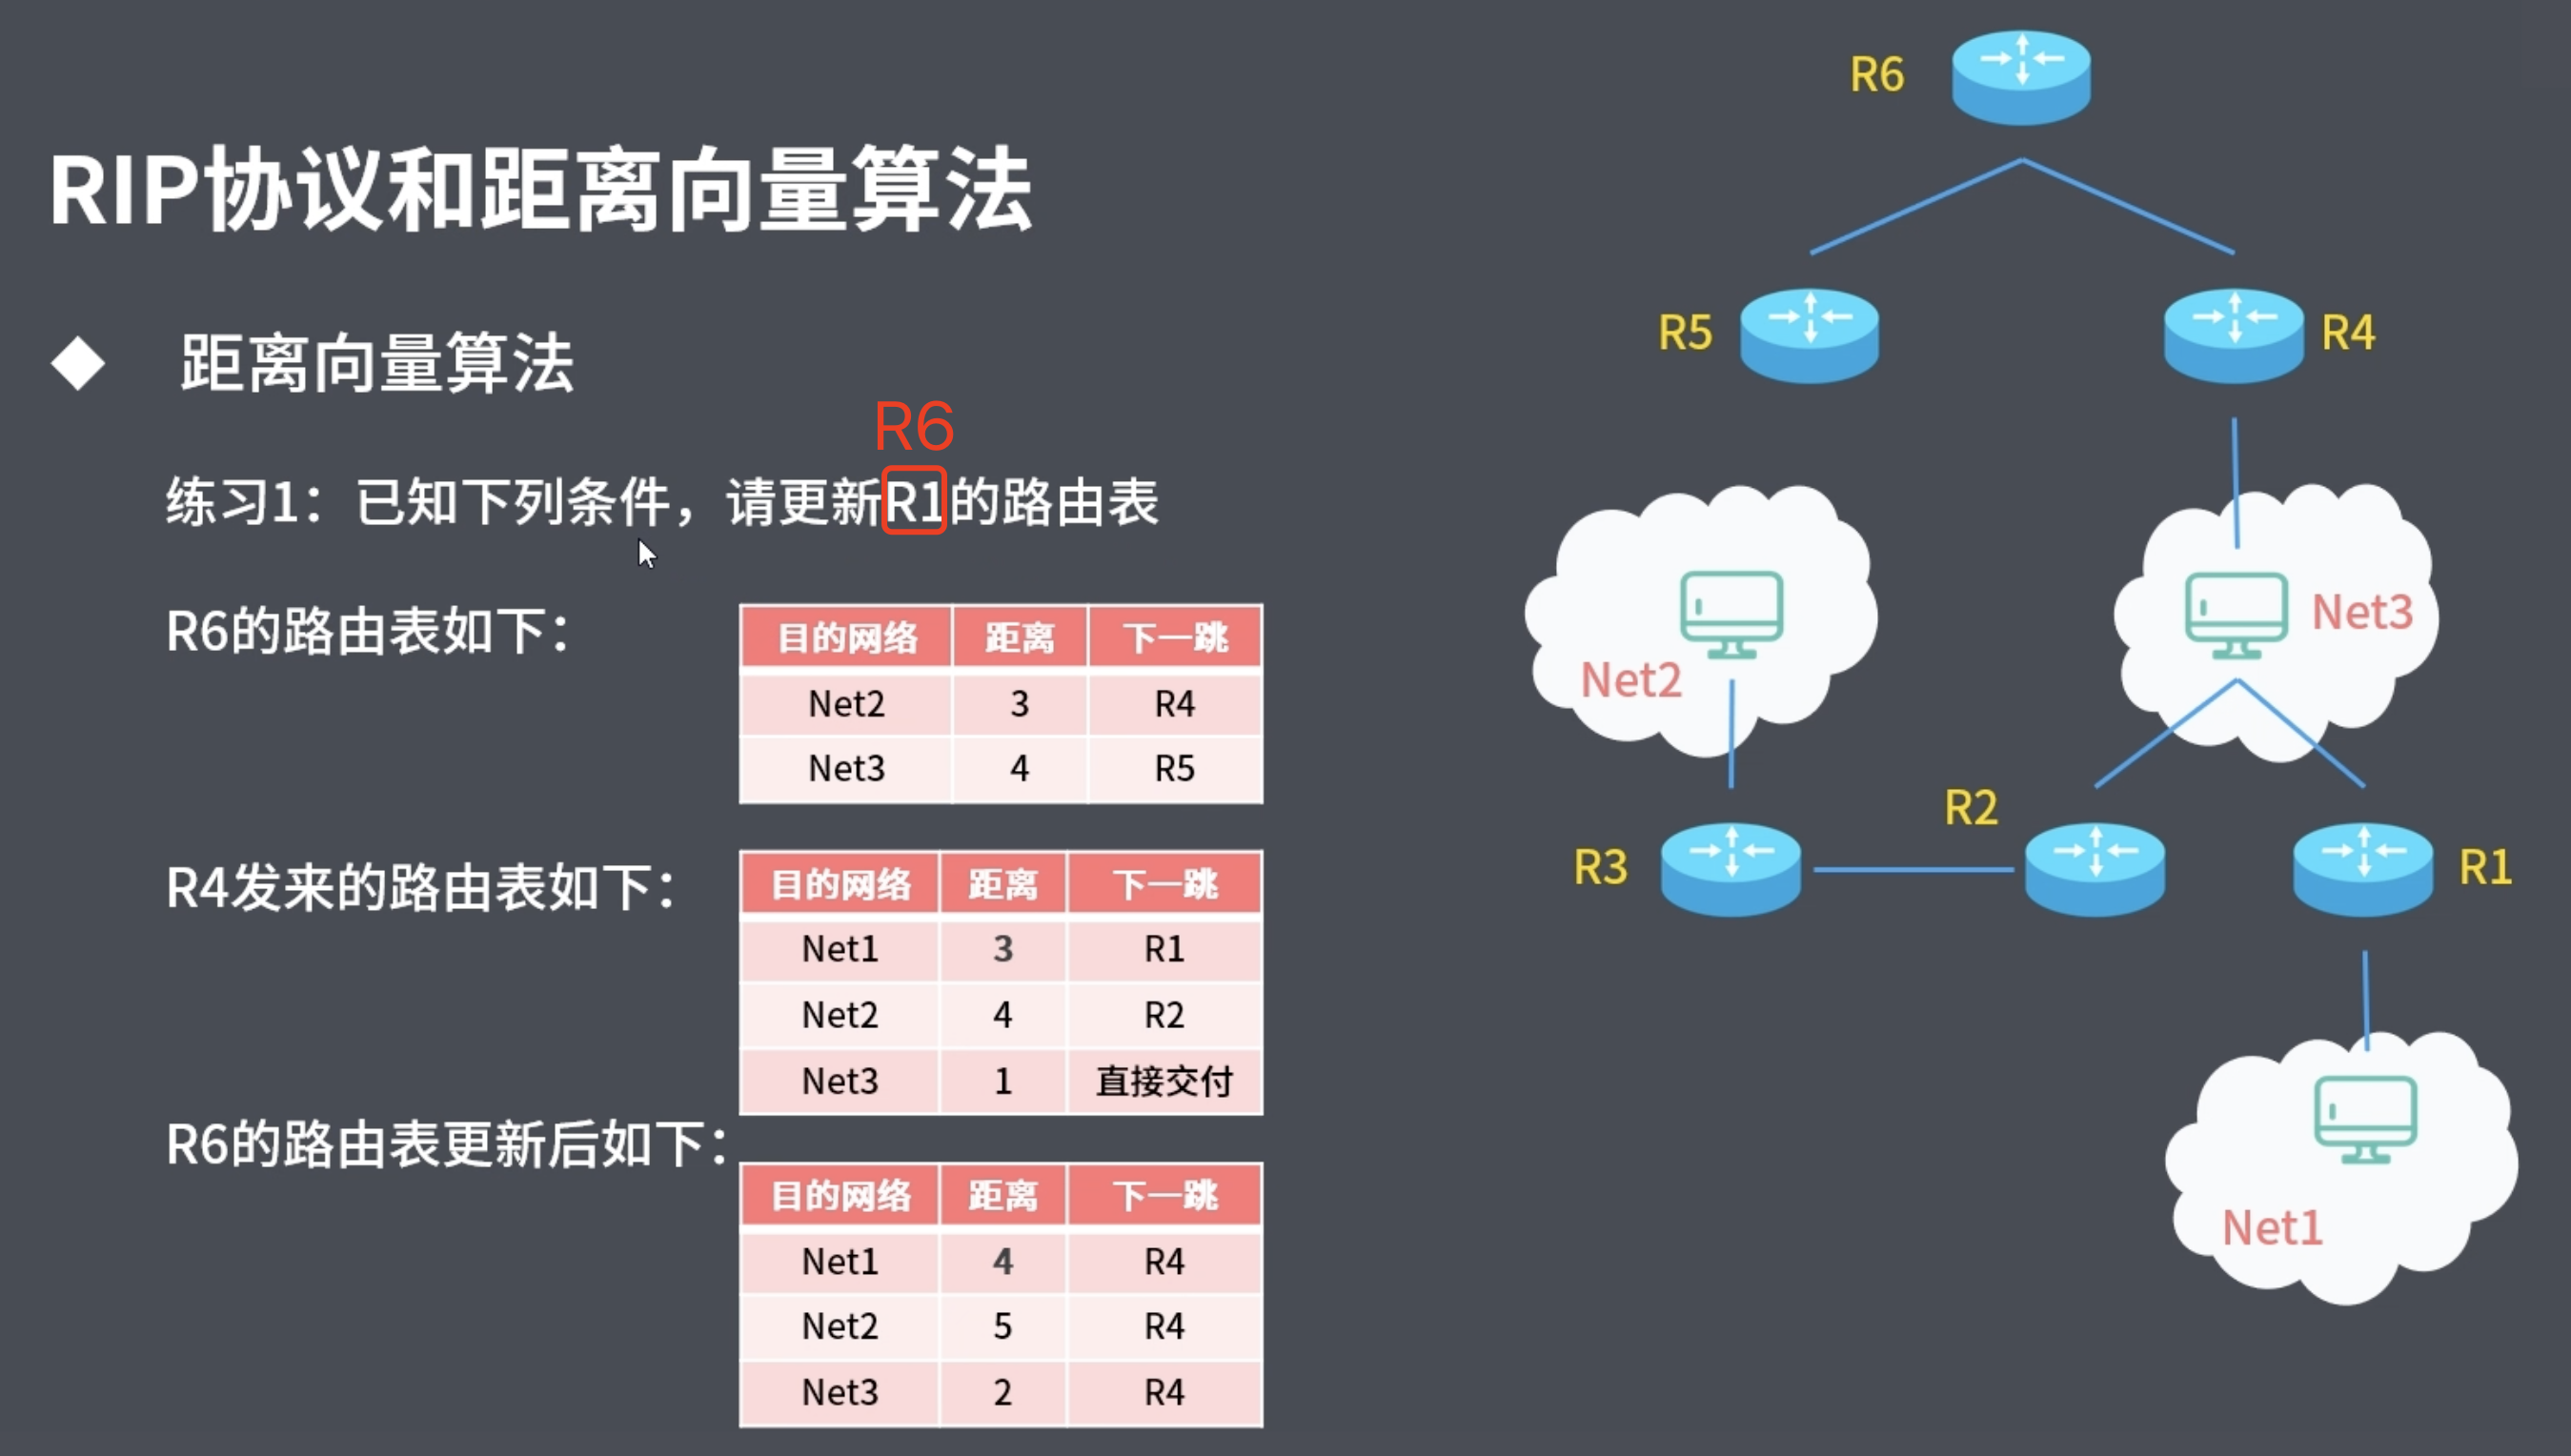 RIP协议和距离向量算法
距离向量算法
R6
练习1：已知下列条件，请更新R1的路由表
R6的路由表如下：
目的网络 距离 下一跳
Net2 3 R4
Net3 4 R5
R4发来的路由表如下：
目的网络 距离 下一跳
Net1 3 R1
Net2 4 R2
Net3 1 直接交付
R6的路由表更新后如下：
目的网络 距离 下一跳
Net1 4 R4
Net2 5 R4
Net3 2 R4
R6
R5
R4
Net2
Net3
R3
R2
R1
Net1